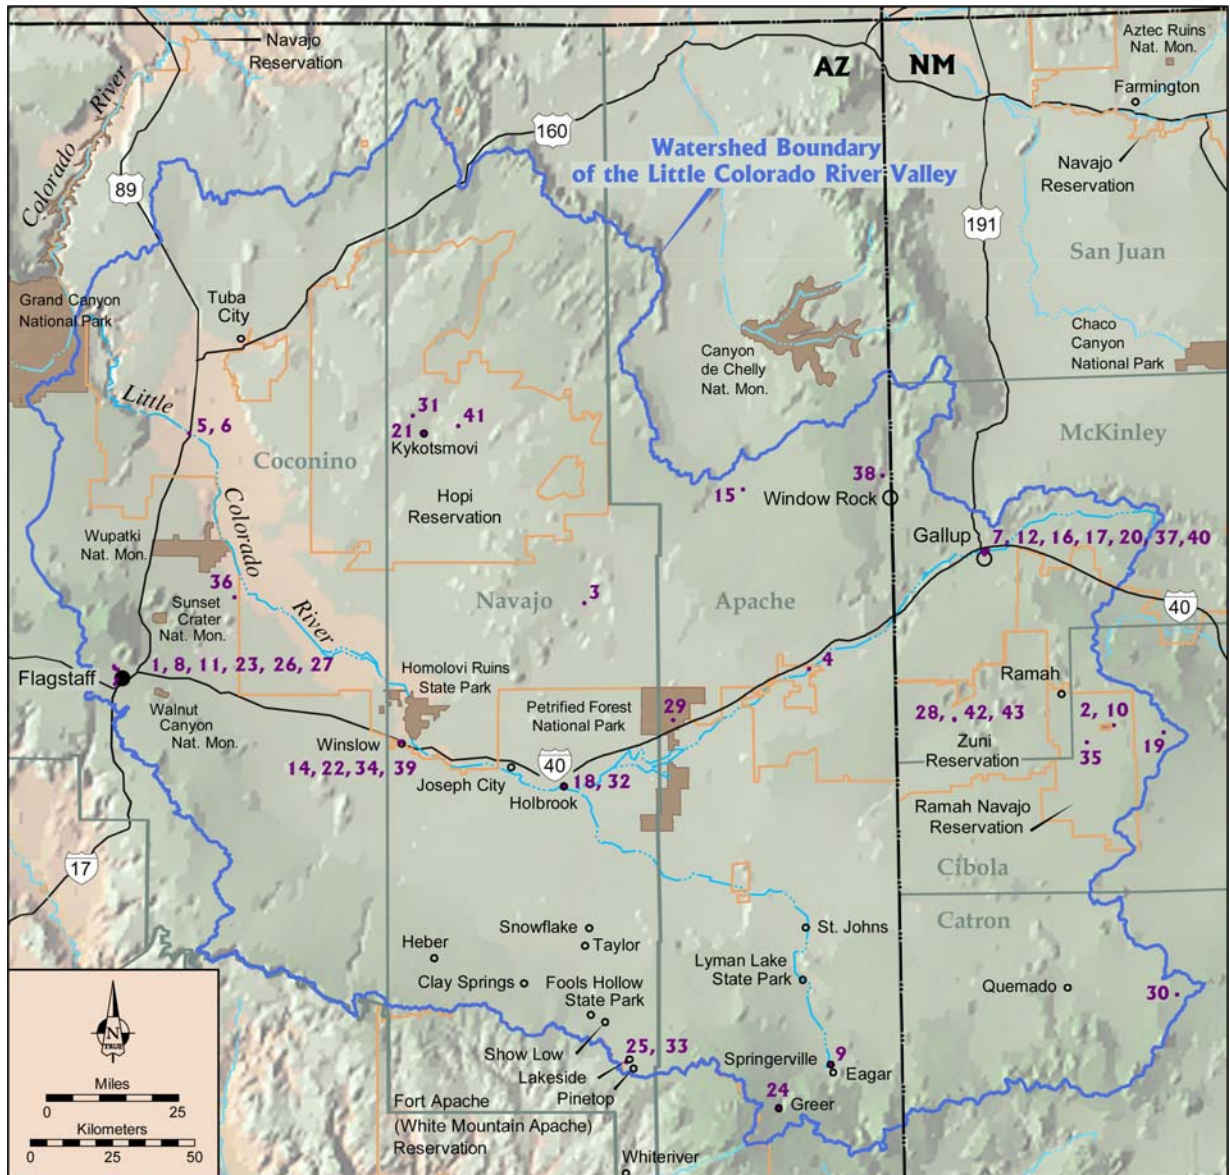 Navajo
Reservation
AZ
NM
Aztec Ruins
Nat. Mon.
Farmington
Colorado River
160
89
Watershed Boundary
of the Little Colorado River Valley
Navajo
Reservation
191
San Juan
Grand Canyon
National Park
Tuba
City
Canyon
de Chelly
Nat. Mon.
Chaco
Canyon
National Park
Little
5, 6
31
41
21
Kykotsmovi
Coconino
McKinley
Hopi
Reservation
15
38
Window Rock
Colorado
Wupatki
Nat. Mon.
Gallup
7, 12, 16, 17, 20, 37, 40
36
Sunset
Crater
Nat. Mon.
River
Navajo
3
Apache
40
Flagstaff
1, 8, 11, 23, 26, 27
Homolovi Ruins
State Park
4
Walnut
Canyon
Nat. Mon.
Petrified Forest
National Park
29
Ramah
28, 42, 43
Zuni
Reservation
2, 10
35
19
Winslow
14, 22, 34, 39
Joseph City
40
Holbrook
18, 32
Ramah Navajo
Reservation
17
Cibola
Catron
Snowflake
Taylor
Heber
Clay Springs
Fools Hollow
State Park
St. Johns
Lyman Lake
State Park
Quemado
30
Show Low
25, 33
Lakeside
Pinetop
Springerville
9
Eagar
24
Greer
Fort Apache
(White Mountain Apache)
Reservation
Whiteriver
N
TRUE
Miles
0 25
Kilometers
0 25 50